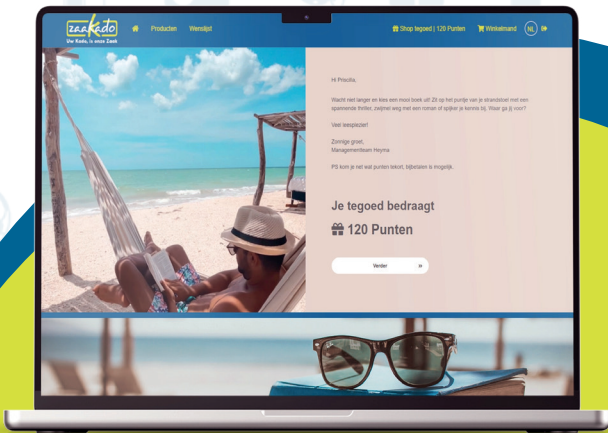 zaakado
Uw Kado, is onze Zaak
Producten
Wenslijst
Shop tegoed | 120 Punten
Winkelmand
NL
Hi Priscilla,
Wacht niet langer en kies een mooi boek uit! Zit op het puntje van je strandstoel met een
spannende thriller, zwijmel weg met een roman of spijker je kennis bij. Waar ga jij voor?
Veel leesplezier!
Zonnige groet,
Managementteam Heyma
PS kom je net wat punten tekort, bijbetalen is mogelijk.
Je tegoed bedraagt
120 Punten
Verder »